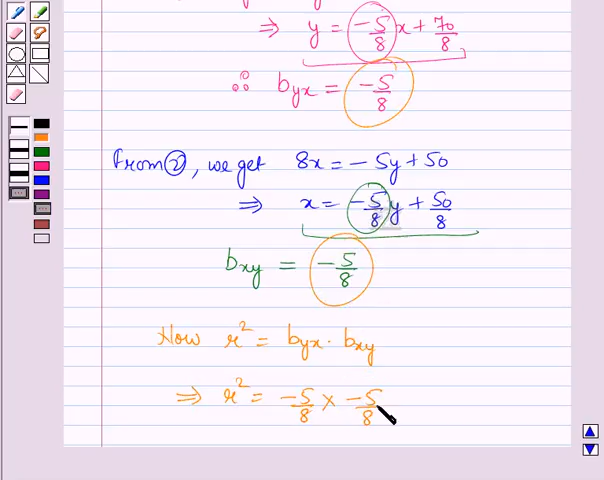 ⇒ y = -5/8 x + 70/8
∴ byx = -5/8
From ②, we get 8x = -5y + 50
⇒ x = -5/8 y + 50/8
bxy = -5/8
Now r² = byx · bxy
⇒ r² = -5/8 × -5/8